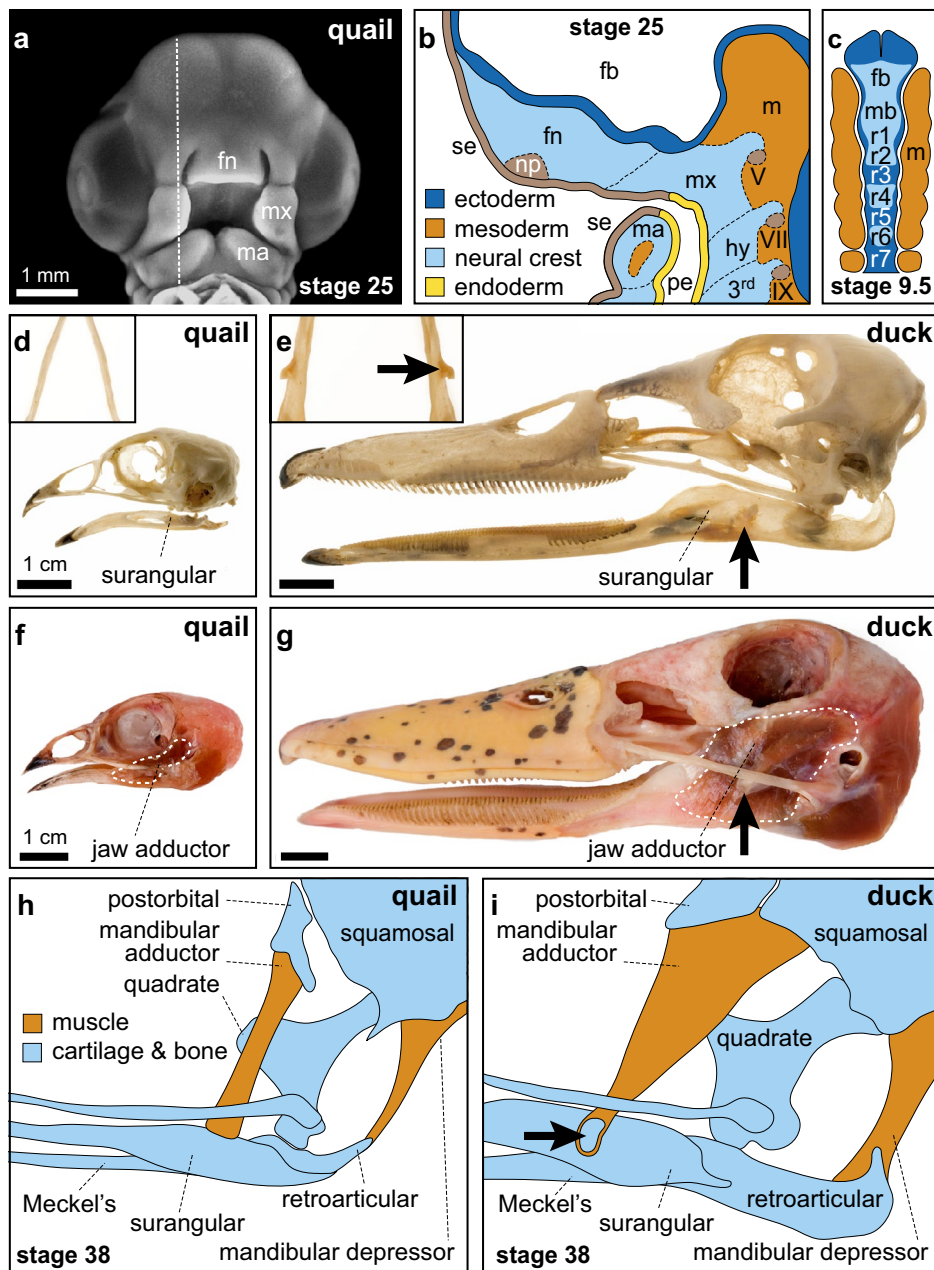 a
quail
fn
mx
ma
1 mm
stage 25
b
stage 25
fb
m
fn
se
np
mx
V
ectoderm
mesoderm
neural crest
endoderm
se
ma
pe
hy
VII
3rd
IX
c
fb
mb
r1
r2
r3
r4
r5
r6
r7
m
stage 9.5
d
quail
surangular
1 cm
e
duck
surangular
f
quail
1 cm
jaw adductor
g
duck
jaw adductor
h
quail
postorbital
mandibular
adductor
quadrate
squamosal
muscle
cartilage & bone
Meckel's
surangular
retroarticular
mandibular depressor
stage 38
i
duck
postorbital
mandibular
adductor
squamosal
quadrate
Meckel's
surangular
retroarticular
mandibular depressor
stage 38